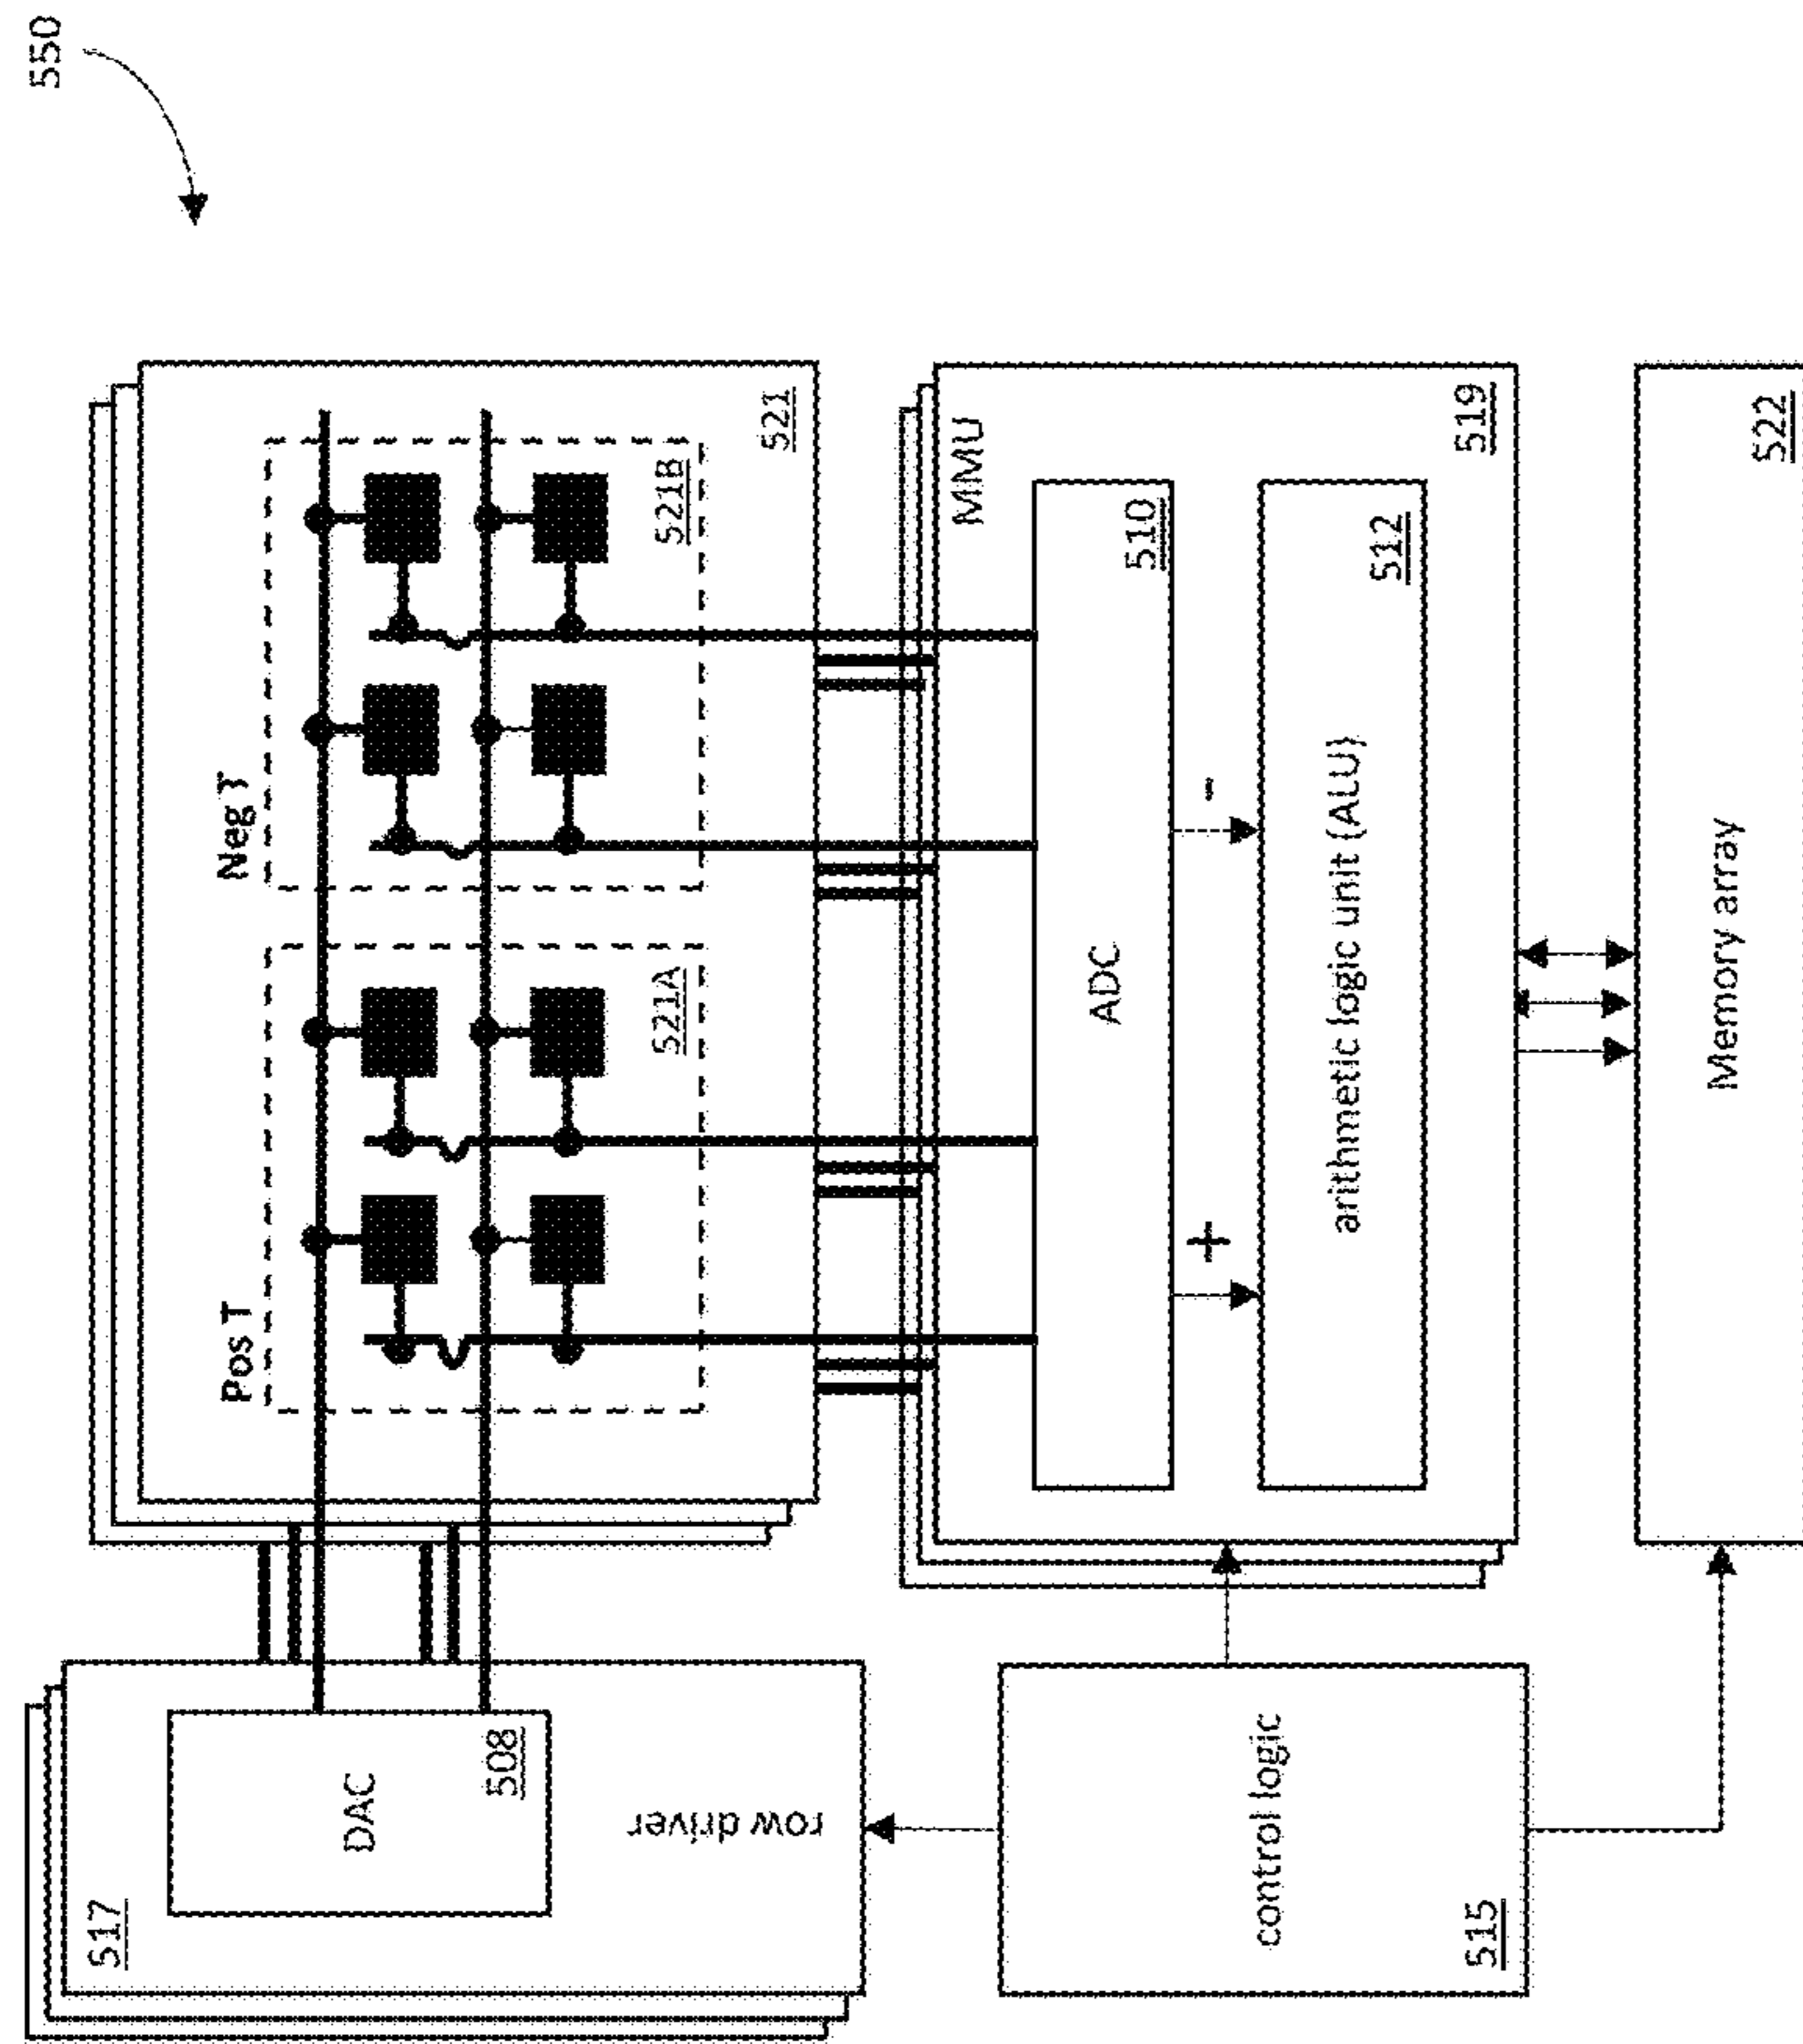 550
517
DAC
508
row driver
Pos T
Neg T
521A
521B
521
MMU
ADC
510
+
-
arithmetic logic unit (ALU)
512
519
control logic
515
Memory array
522